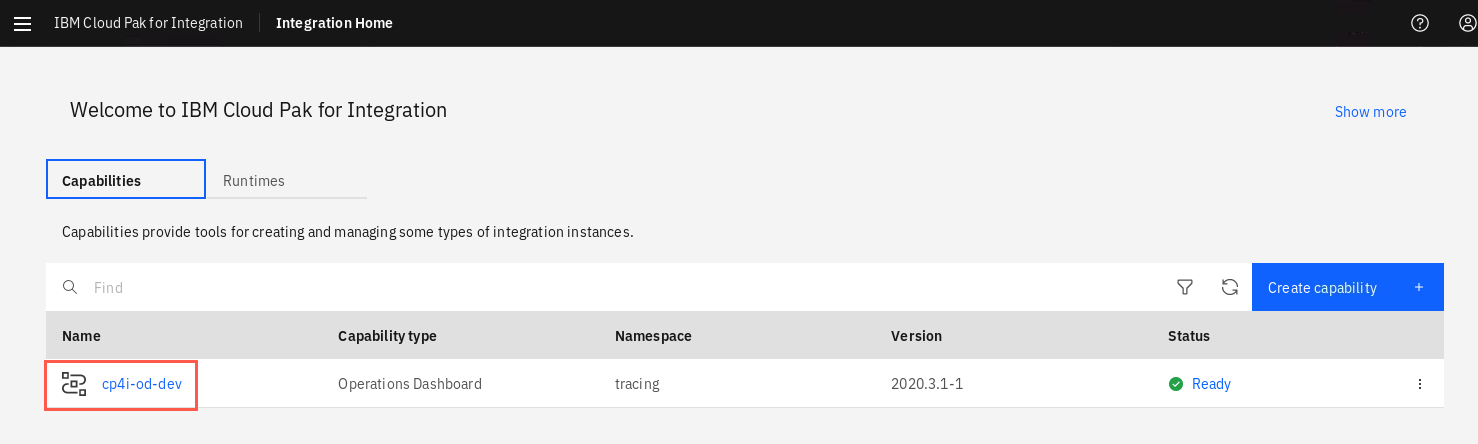 IBM Cloud Pak for Integration Integration Home
Welcome to IBM Cloud Pak for Integration
Show more
Capabilities Runtimes
Capabilities provide tools for creating and managing some types of integration instances.
Find
Create capability +
Name Capability type Namespace Version Status
cp4i-od-dev Operations Dashboard tracing 2020.3.1-1 Ready